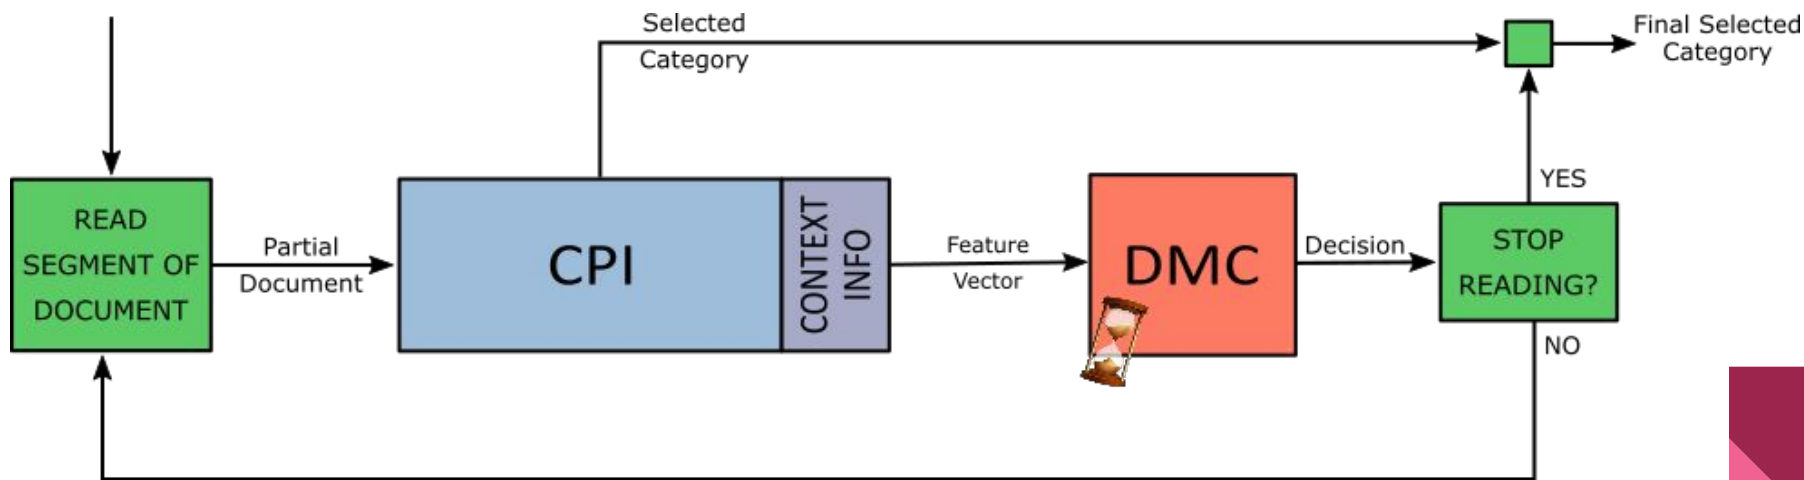 Selected
Category
Final Selected
Category
READ
SEGMENT OF
DOCUMENT
Partial
Document
CPI
CONTEXT
INFO
Feature
Vector
DMC
Decision
STOP
READING?
YES
NO